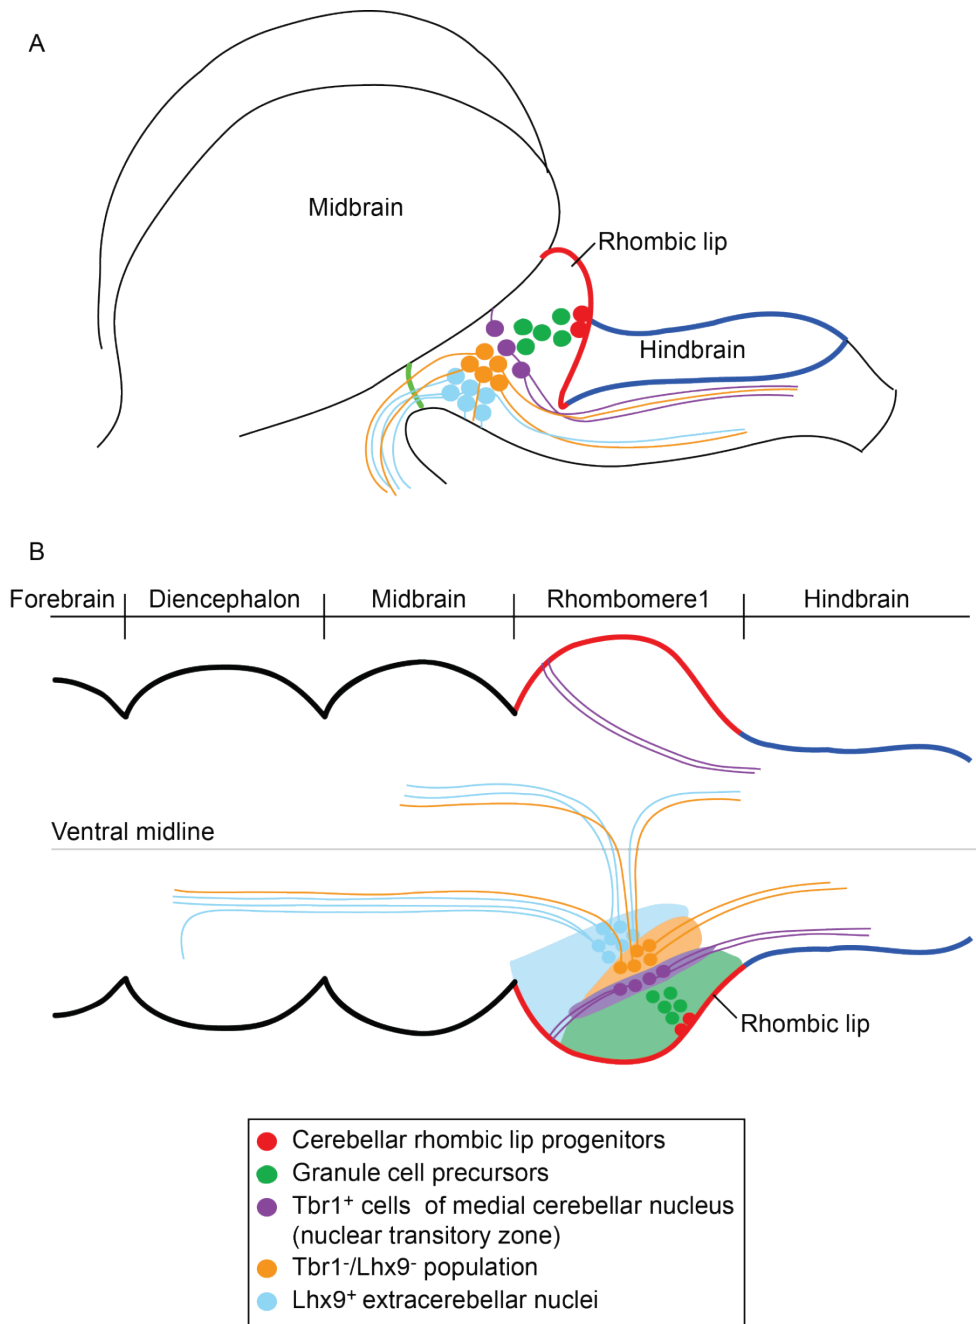 A
Midbrain
Rhombic lip
Hindbrain
B
Forebrain Diencephalon Midbrain Rhombomere1 Hindbrain
Ventral midline
Rhombic lip
Cerebellar rhombic lip progenitors
Granule cell precursors
Tbr1⁺ cells of medial cerebellar nucleus
(nuclear transitory zone)
Tbr1⁻/Lhx9⁻ population
Lhx9⁺ extracerebellar nuclei